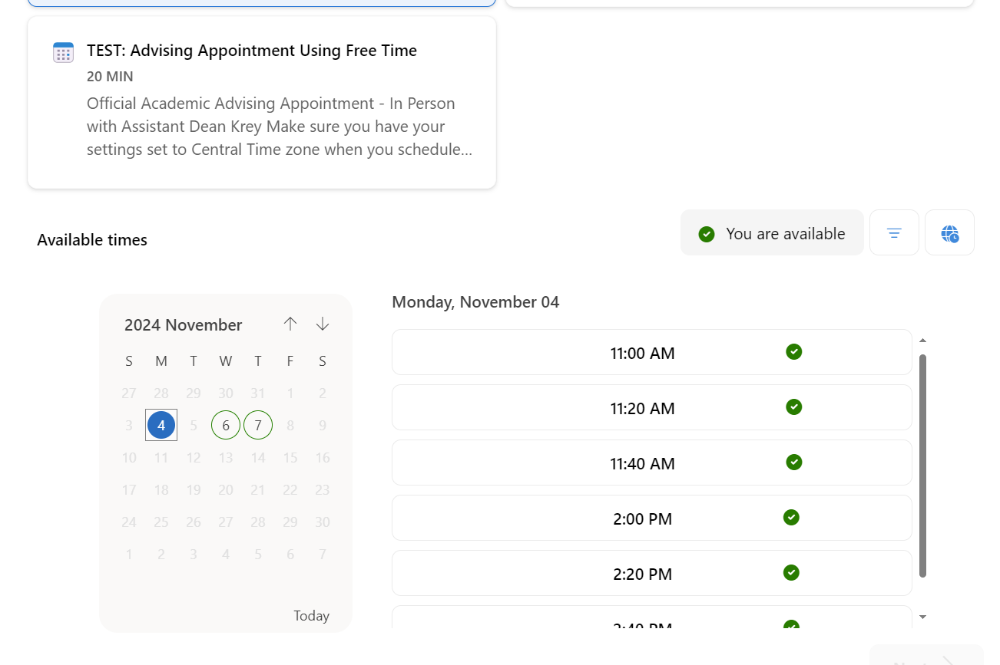 TEST: Advising Appointment Using Free Time
20 MIN
Official Academic Advising Appointment - In Person
with Assistant Dean Krey Make sure you have your
settings set to Central Time zone when you schedule...
Available times
You are available
2024 November
S M T W T F S
27 28 29 30 31 1 2
3 4 5 6 7 8 9
10 11 12 13 14 15 16
17 18 19 20 21 22 23
24 25 26 27 28 29 30
1 2 3 4 5 6 7
Today
Monday, November 04
11:00 AM
11:20 AM
11:40 AM
2:00 PM
2:20 PM
2:40 PM